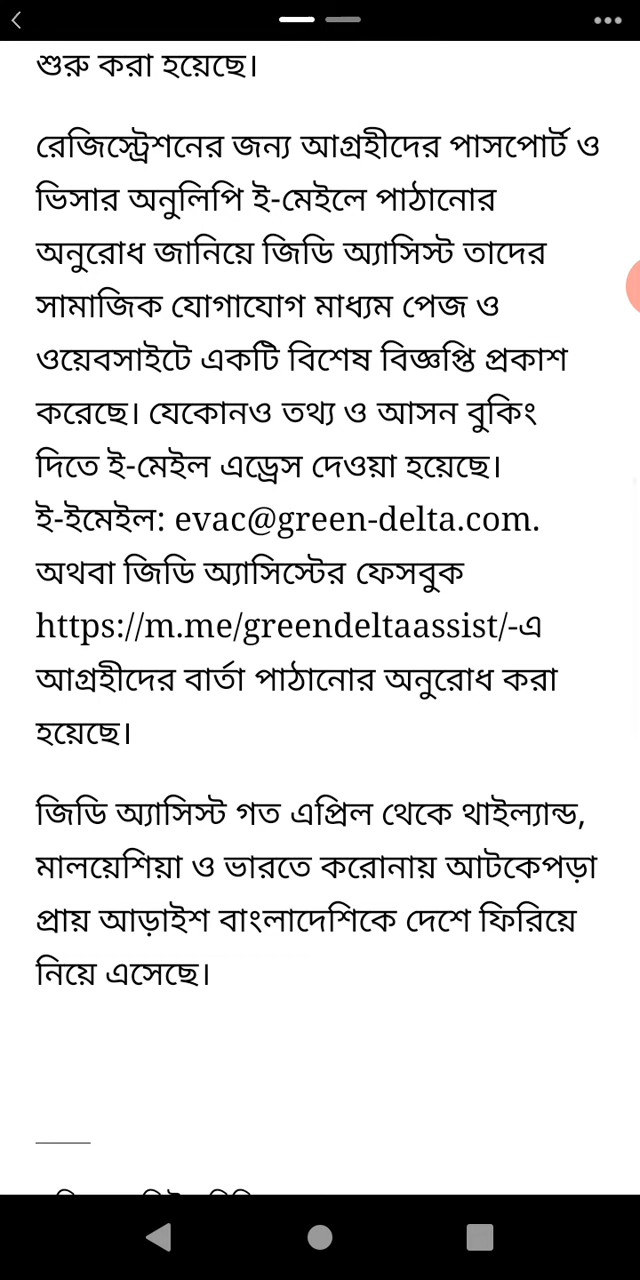 শুরু করা হয়েছে।
রেজিস্ট্রেশনের জন্য আগ্রহীদের পাসপোর্ট ও
ভিসার অনুলিপি ই-মেইলে পাঠানোর
অনুরোধ জানিয়ে জিডি অ্যাসিস্ট তাদের
সামাজিক যোগাযোগ মাধ্যম পেজ ও
ওয়েবসাইটে একটি বিশেষ বিজ্ঞপ্তি প্রকাশ
করেছে। যেকোনও তথ্য ও আসন বুকিং
দিতে ই-মেইল এড্রেস দেওয়া হয়েছে।
ই-ইমেইল: evac@green-delta.com.
অথবা জিডি অ্যাসিস্টের ফেসবুক
https://m.me/greendeltaassist/-এ
আগ্রহীদের বার্তা পাঠানোর অনুরোধ করা
হয়েছে।
জিডি অ্যাসিস্ট গত এপ্রিল থেকে থাইল্যান্ড,
মালয়েশিয়া ও ভারতে করোনায় আটকেপড়া
প্রায় আড়াইশ বাংলাদেশিকে দেশে ফিরিয়ে
নিয়ে এসেছে।